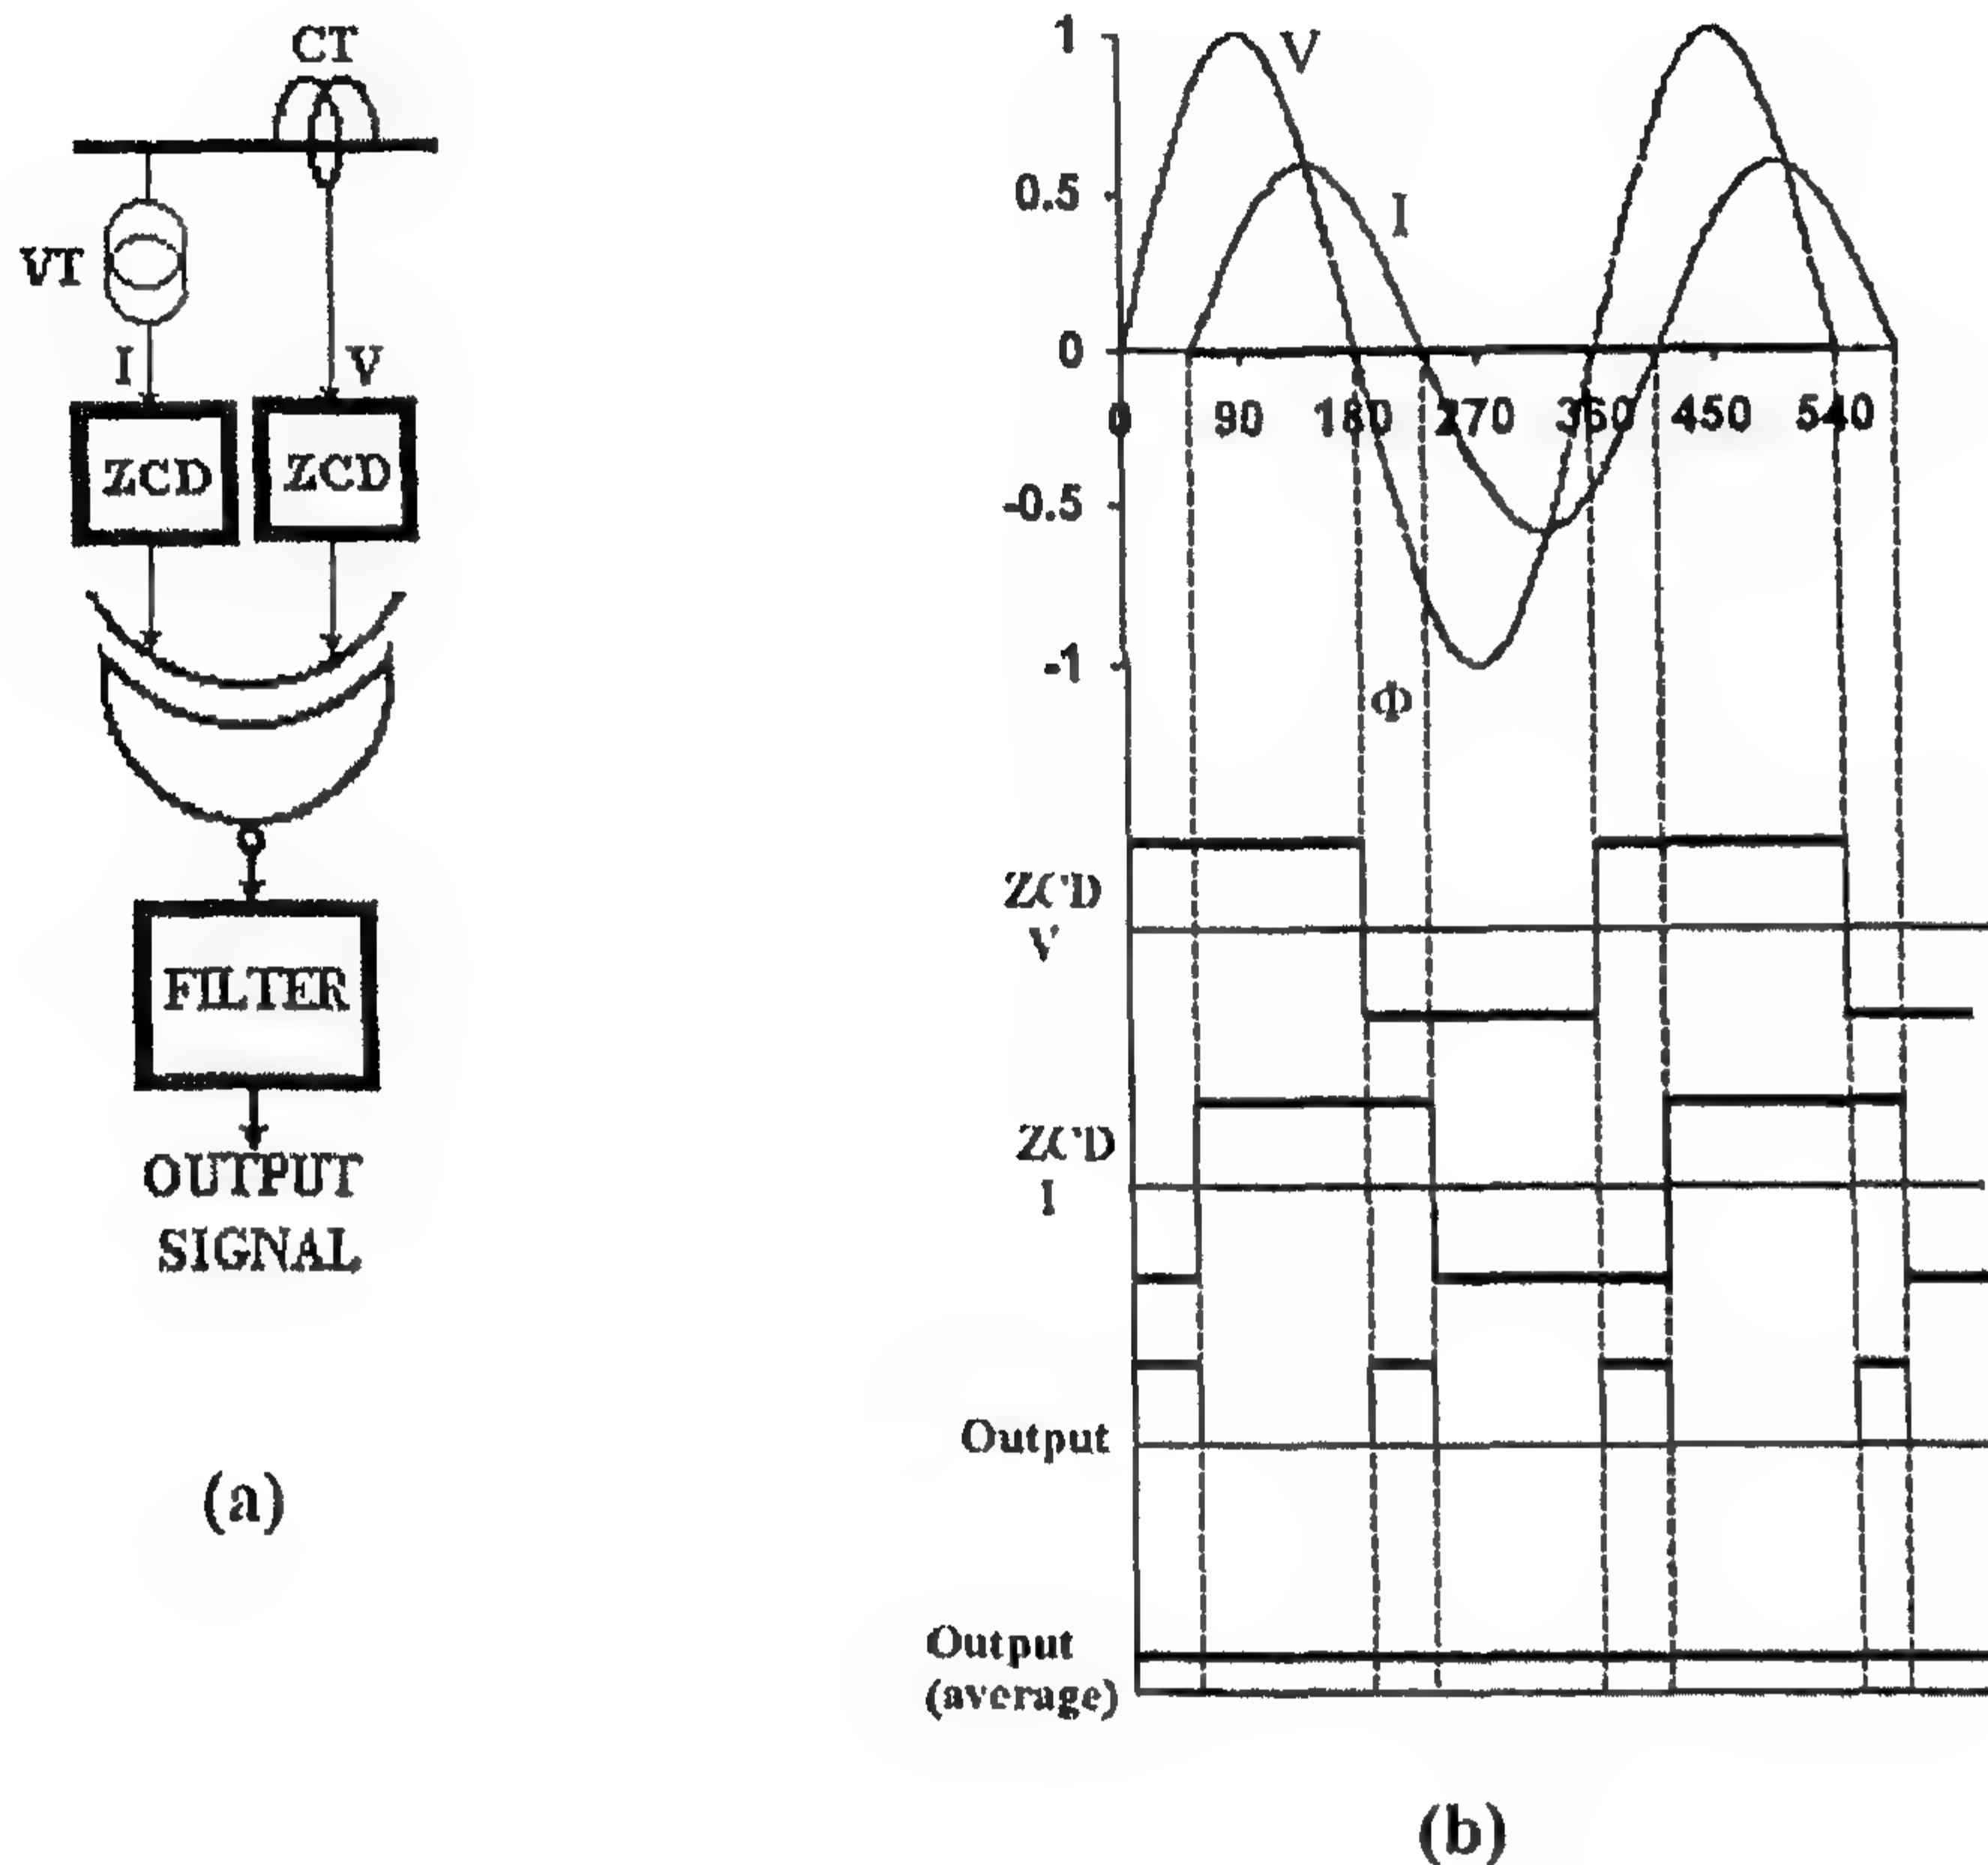 CT
VT
I
V
ZCD
ZCD
FILTER
OUTPUT
SIGNAL
(a)
1
V
0.5
I
0
0 90 180 270 360 450 540
-0.5
-1
Φ
ZCD
V
ZCD
I
Output
Output
(average)
(b)